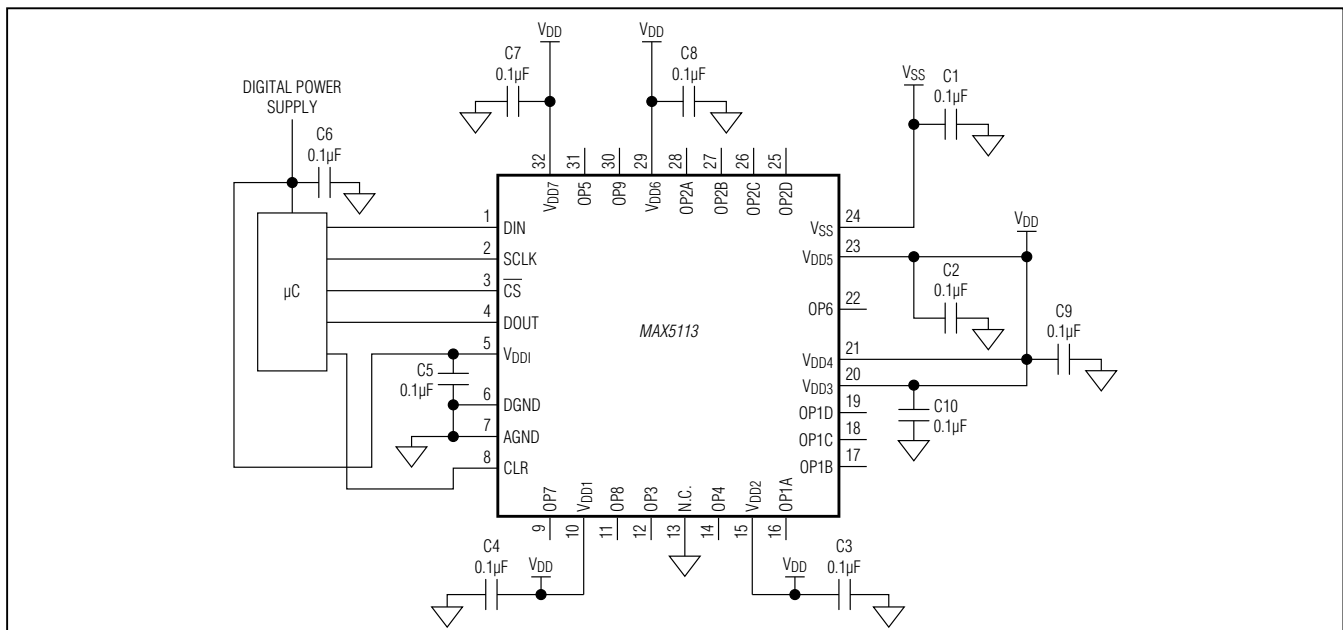 DIGITAL POWER
SUPPLY
C6
0.1µF
C7
0.1µF
VDD
VDD
C8
0.1µF
VSS
C1
0.1µF
32
31
30
29
28
27
26
25
VDD7
OP5
OP9
VDD6
OP2A
OP2B
OP2C
OP2D
µC
1
DIN
2
SCLK
3
CS
4
DOUT
5
VDDI
6
DGND
7
AGND
8
CLR
C5
0.1µF
MAX5113
VSS
24
VDD5
23
OP6
22
VDD4
21
VDD3
20
OP1D
19
OP1C
18
OP1B
17
VDD
C2
0.1µF
C9
0.1µF
C10
0.1µF
OP7
VDD1
OP8
OP3
N.C.
OP4
VDD2
OP1A
9
10
11
12
13
14
15
16
C4
0.1µF
VDD
VDD
C3
0.1µF